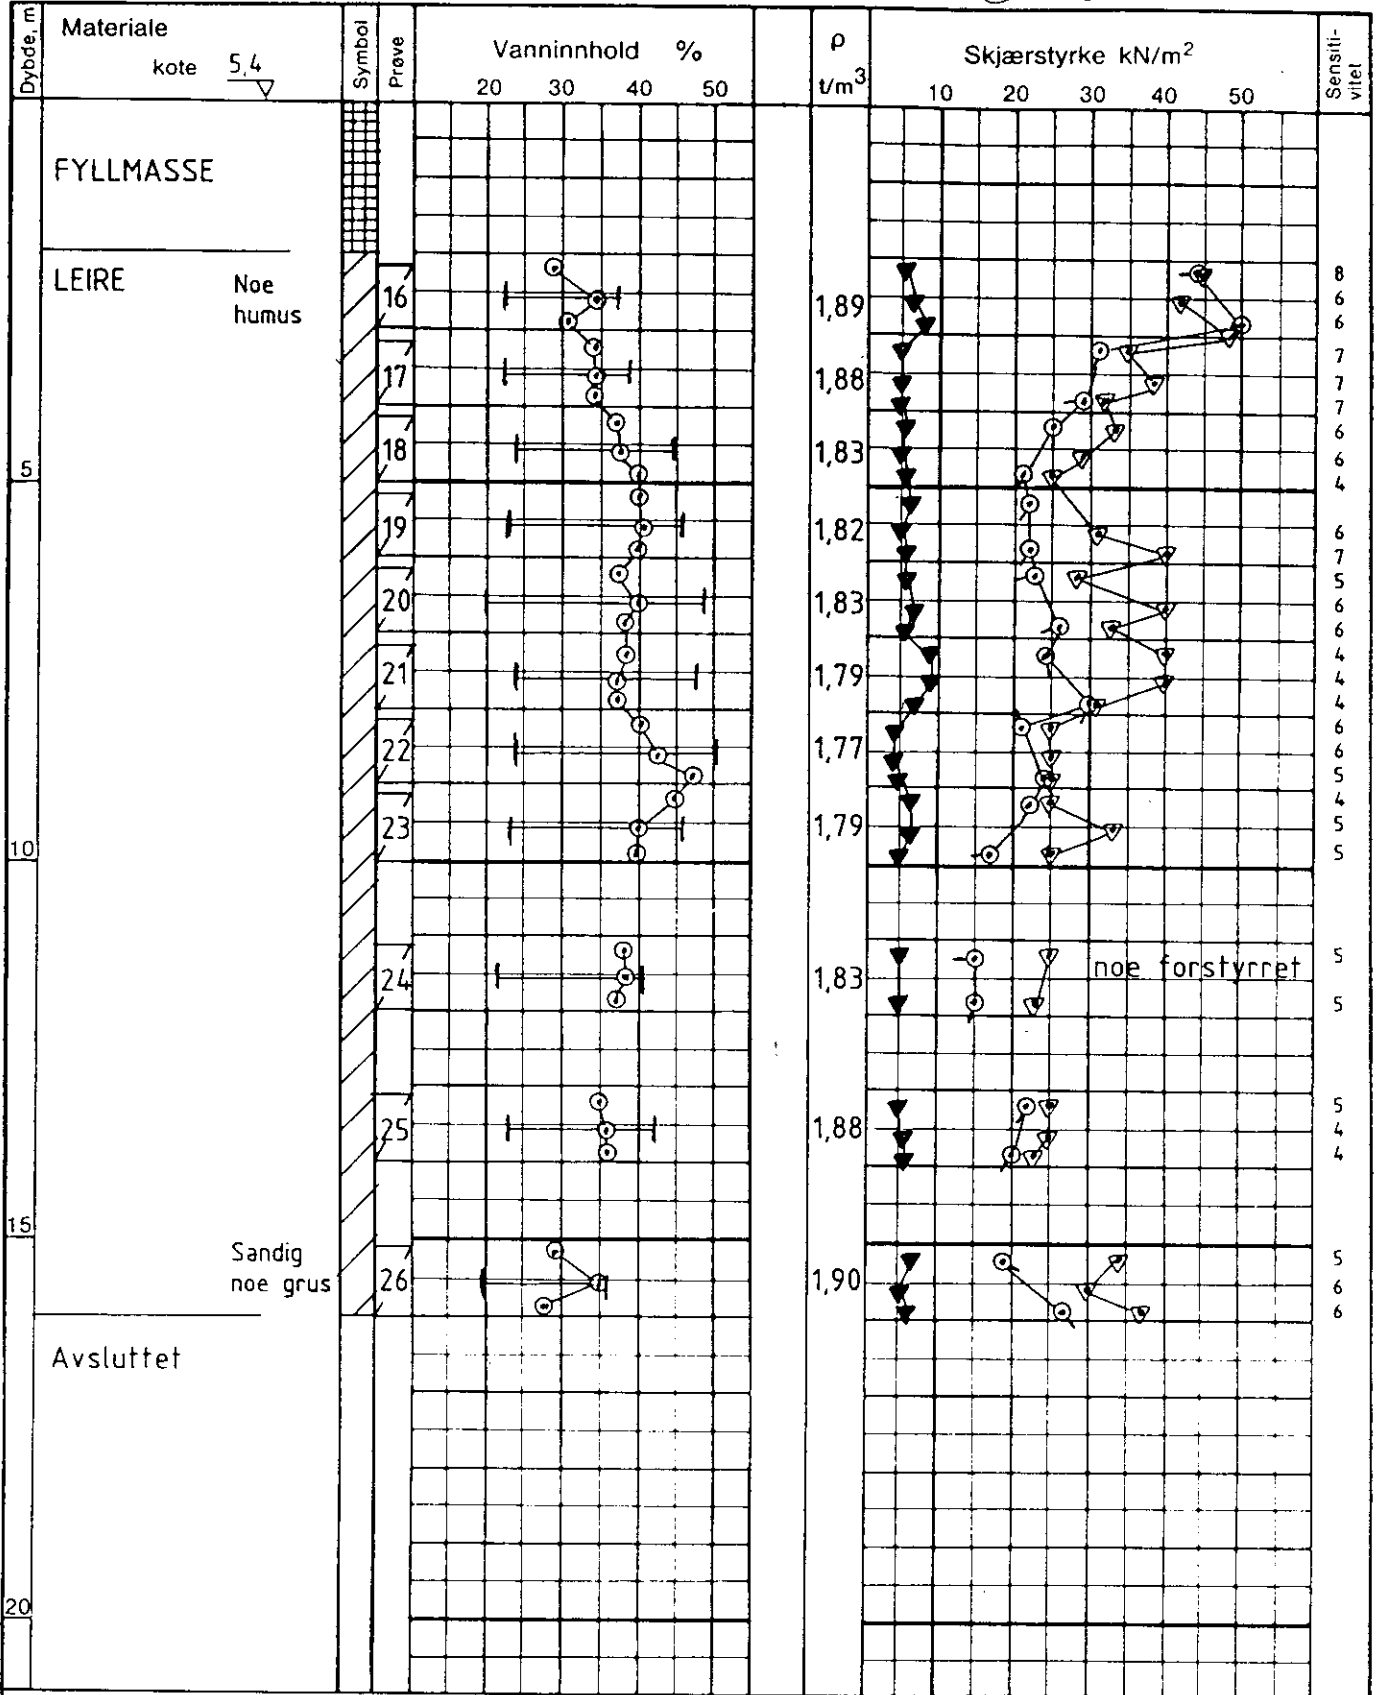 Dybde, m
Materiale
kote 5,4
Symbol
Prøve
Vanninnhold %
20 30 40 50
ρ
t/m³
Skjærstyrke kN/m²
10 20 30 40 50
Sensiti-
vitet
FYLLMASSE
LEIRE
Noe
humus
16 1,89 8 6 6
17 1,88 7 7 7
18 1,83 6 6 4
5
19 1,82 6 7
20 1,83 5 6 6
21 1,79 4 4 4
22 1,77 6 6 5
23 1,79 4 5 5
10
24 1,83 noe forstyrret 5 5
25 1,88 5 4 4
15
Sandig
noe grus
26 1,90 5 6 6
Avsluttet
20